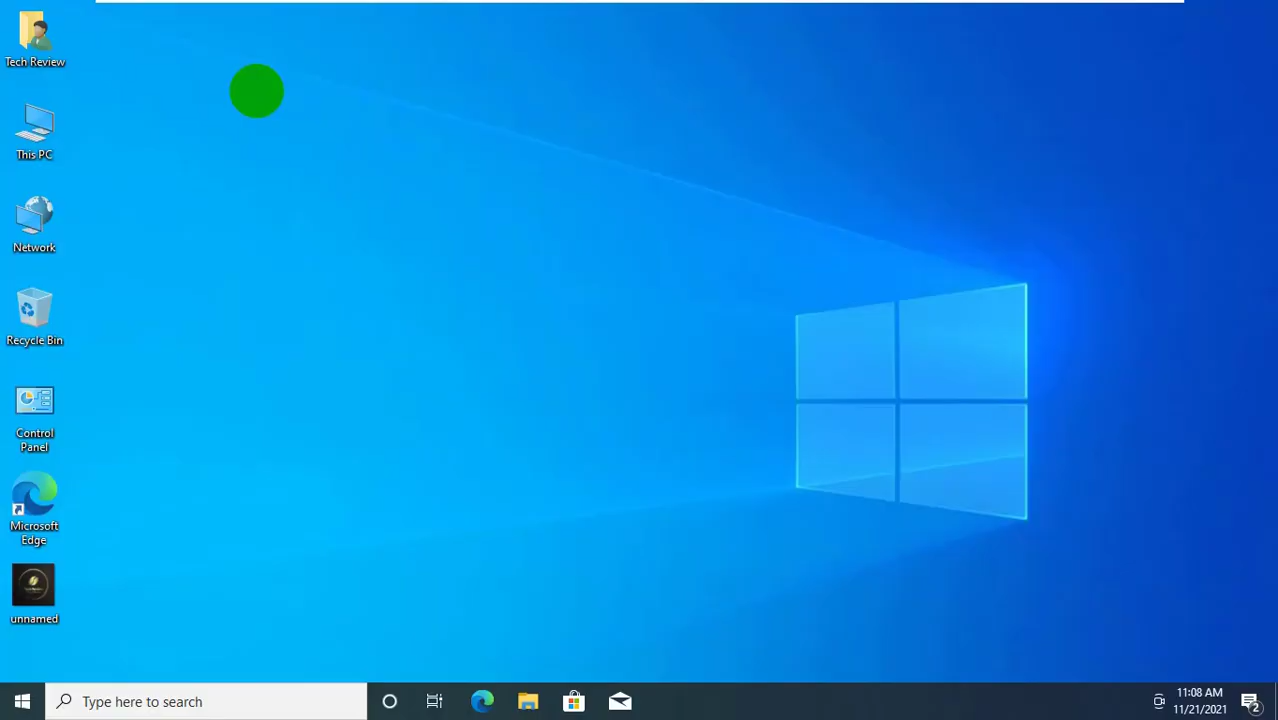 Tech Review
This PC
Network
Recycle Bin
Control
Panel
Microsoft
Edge
unnamed
Type here to search
11:08 AM
11/21/2021
2